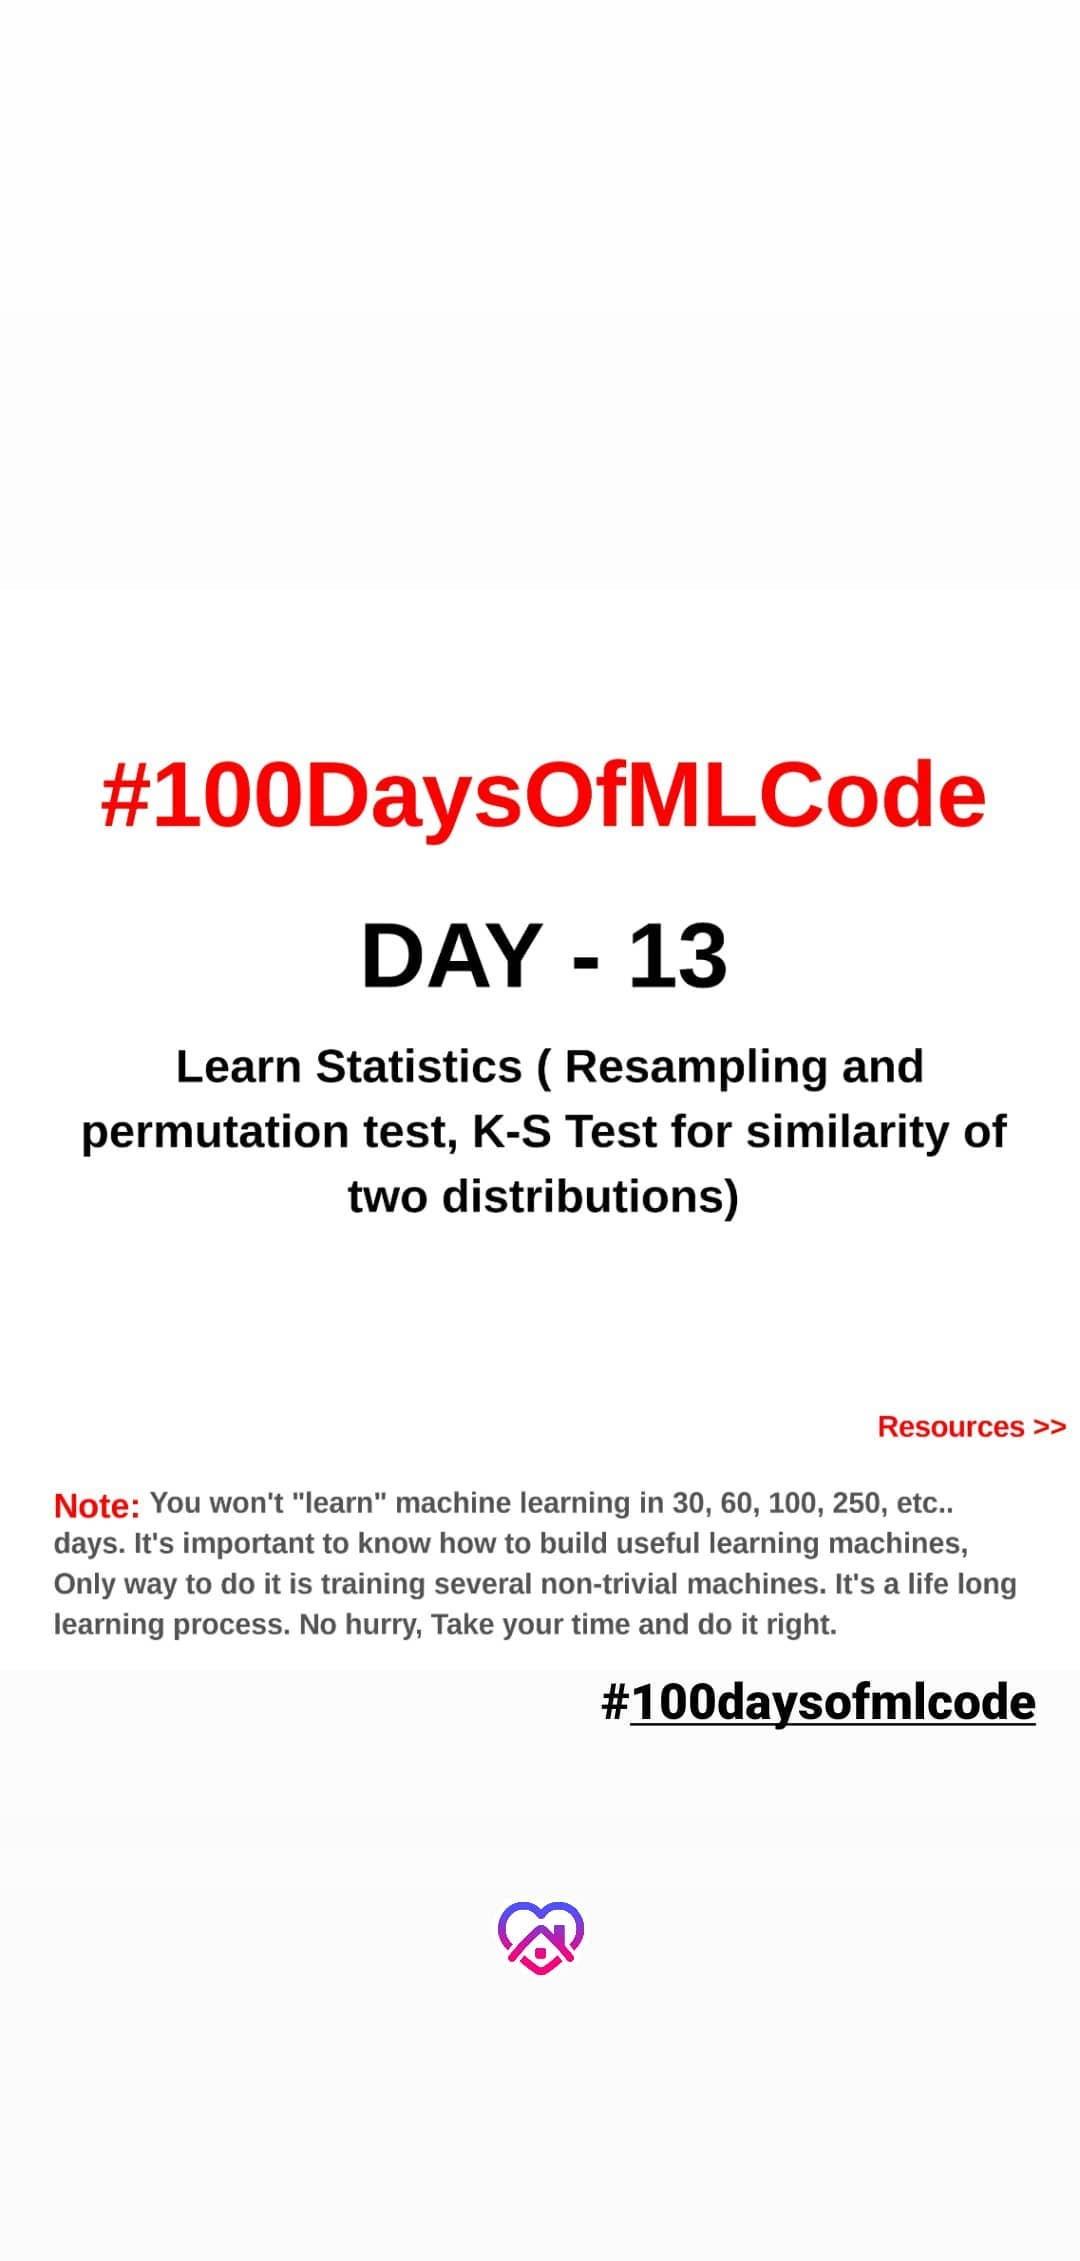 #100DaysOfMLCode
DAY - 13
Learn Statistics ( Resampling and
permutation test, K-S Test for similarity of
two distributions)
Resources >>
Note: You won't "learn" machine learning in 30, 60, 100, 250, etc..
days. It's important to know how to build useful learning machines,
Only way to do it is training several non-trivial machines. It's a life long
learning process. No hurry, Take your time and do it right.
#100daysofmlcode